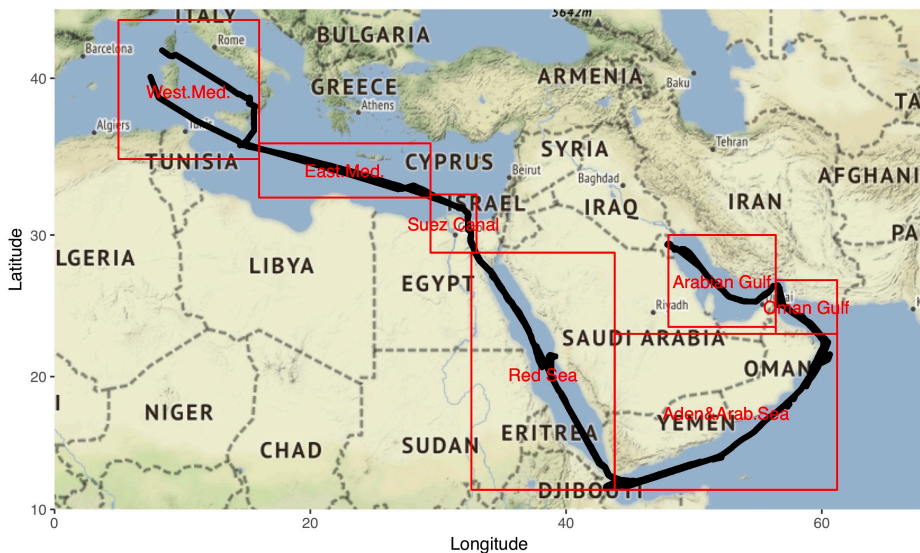 ITALY
5642m
Barcelona
Rome
BULGARIA
40
ARMENIA
Baku
GREECE
West.Med.
TA
Athens
Algiers
Tunis
Tehran
TUNISIA
SYRIA
CYPRUS
East.Med.
Beirut
AFGHANI
Baghdad
ISRAEL
IRAN
IRAQ
Suez Canal
30
PA
LGERIA
LIBYA
EGYPT
Arabian Gulf
Riyadh
Oman Gulf
SAUDI ARABIA
OMAN
20
Red Sea
NIGER
Aden&Arab.Sea
YEMEN
ERITREA
SUDAN
CHAD
DJIBOUTI
10
0
20
40
60
Longitude
Latitude